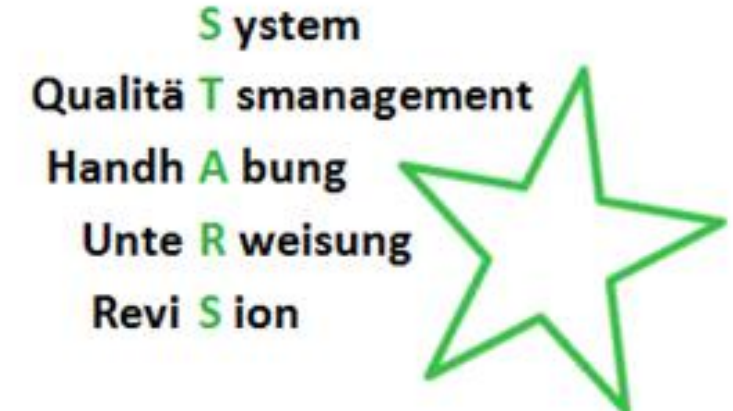 S ystem
Qualitä T smanagement
Handh A bung
Unte R weisung
Revi S ion